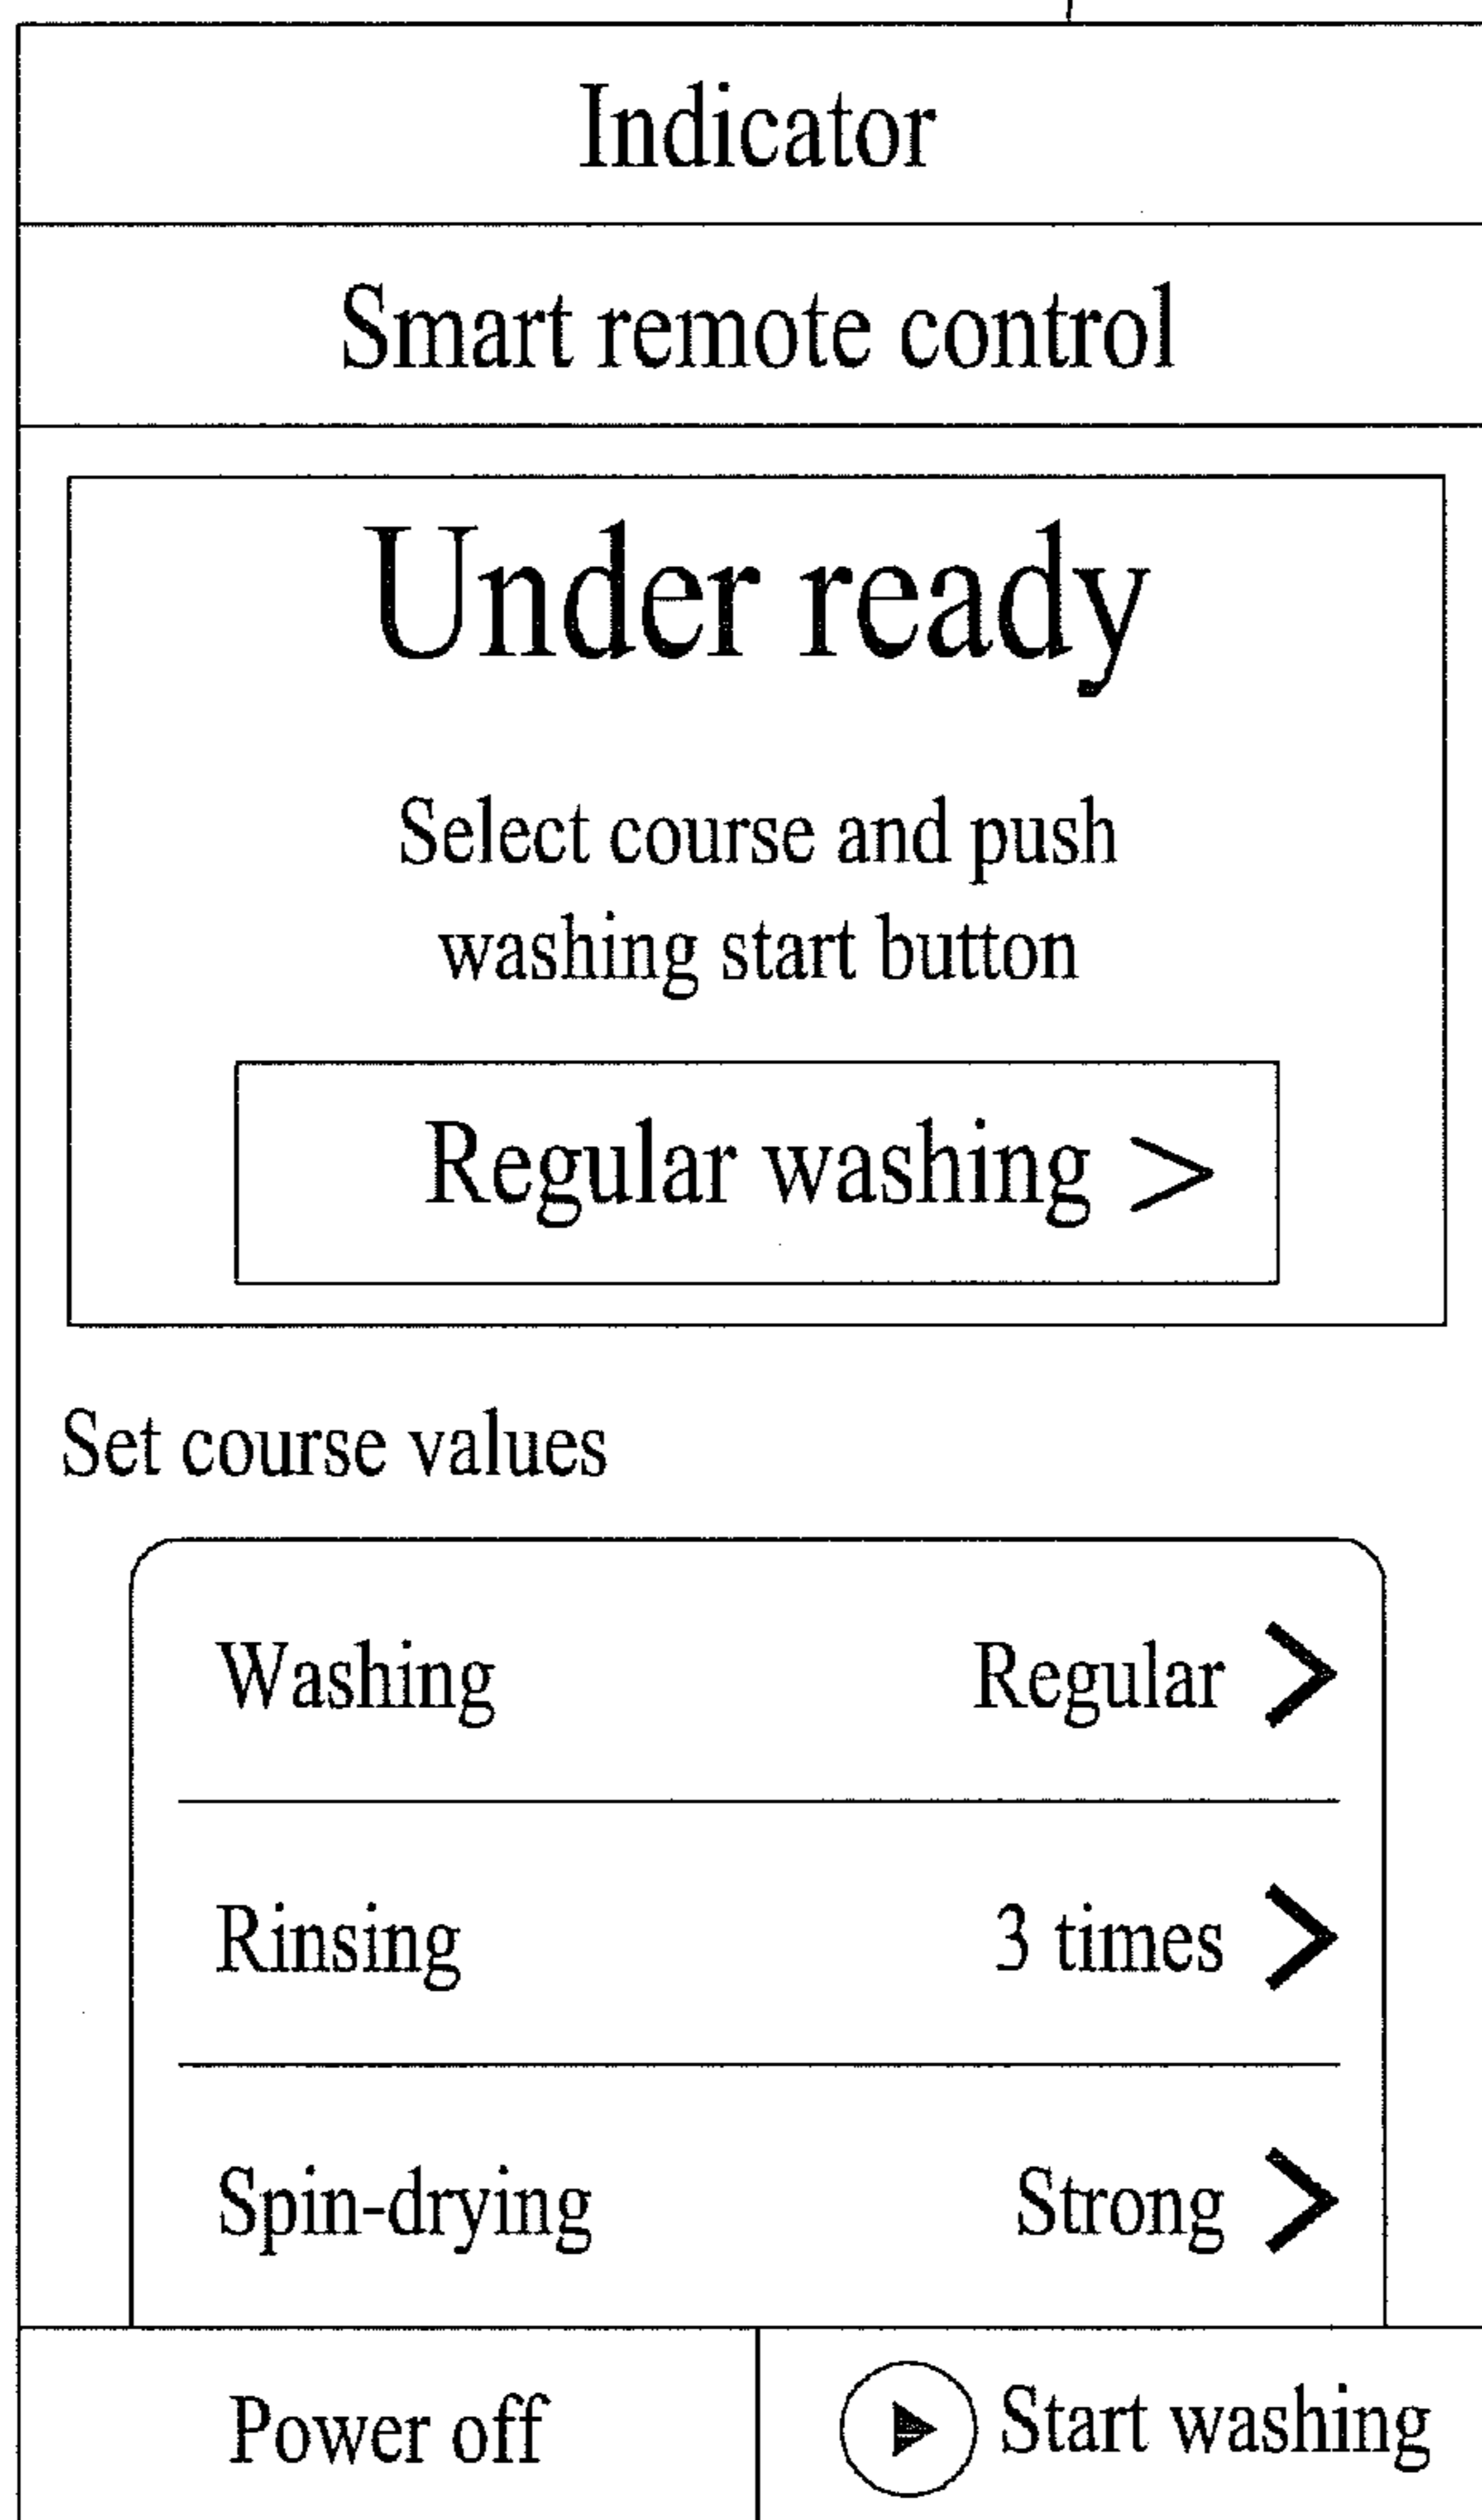 Indicator
Smart remote control
Under ready
Select course and push
washing start button
Regular washing >
Set course values
Washing Regular >
Rinsing 3 times >
Spin-drying Strong >
Power off Start washing